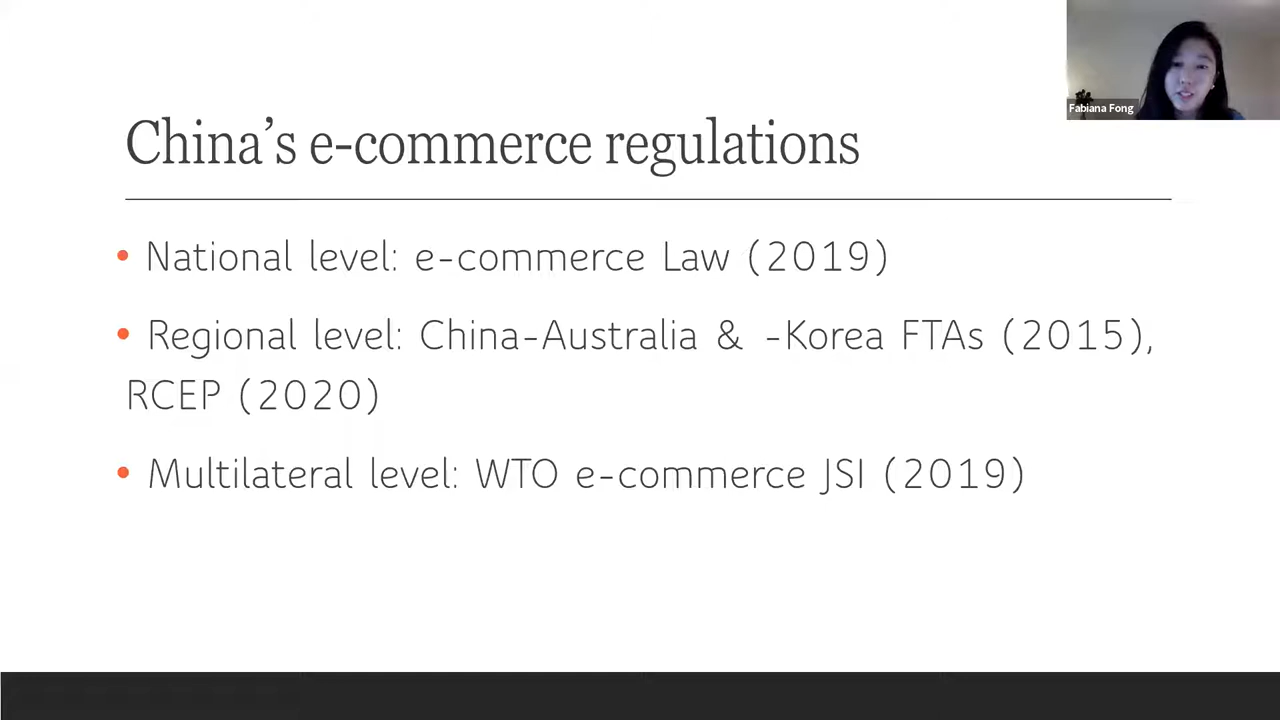 Fabiana Fong
China's e-commerce regulations
• National level: e-commerce Law (2019)
• Regional level: China-Australia & -Korea FTAs (2015),
RCEP (2020)
• Multilateral level: WTO e-commerce JSI (2019)